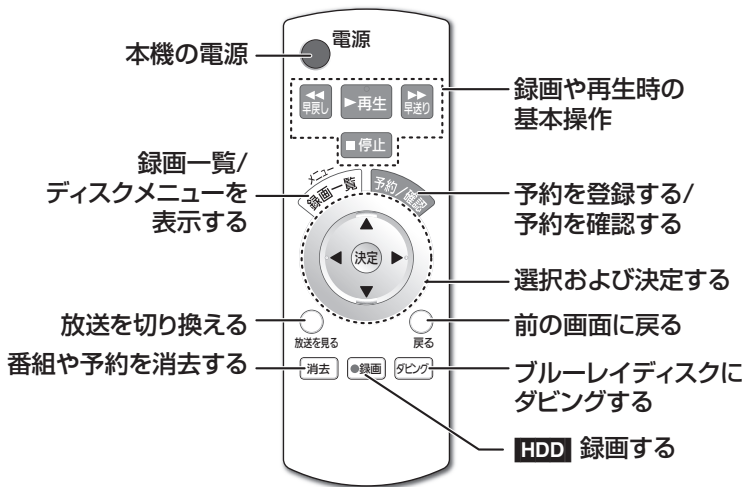 電源
本機の電源
早戻し
再生
早送り
録画や再生時の
基本操作
停止
録画一覧/
ディスクメニューを
表示する
メニュー
録画一覧
予約/確認
予約を登録する/
予約を確認する
決定
選択および決定する
放送を切り換える
放送を見る
戻る
前の画面に戻る
番組や予約を消去する
消去
●録画
ダビング
ブルーレイディスクに
ダビングする
HDD 録画する